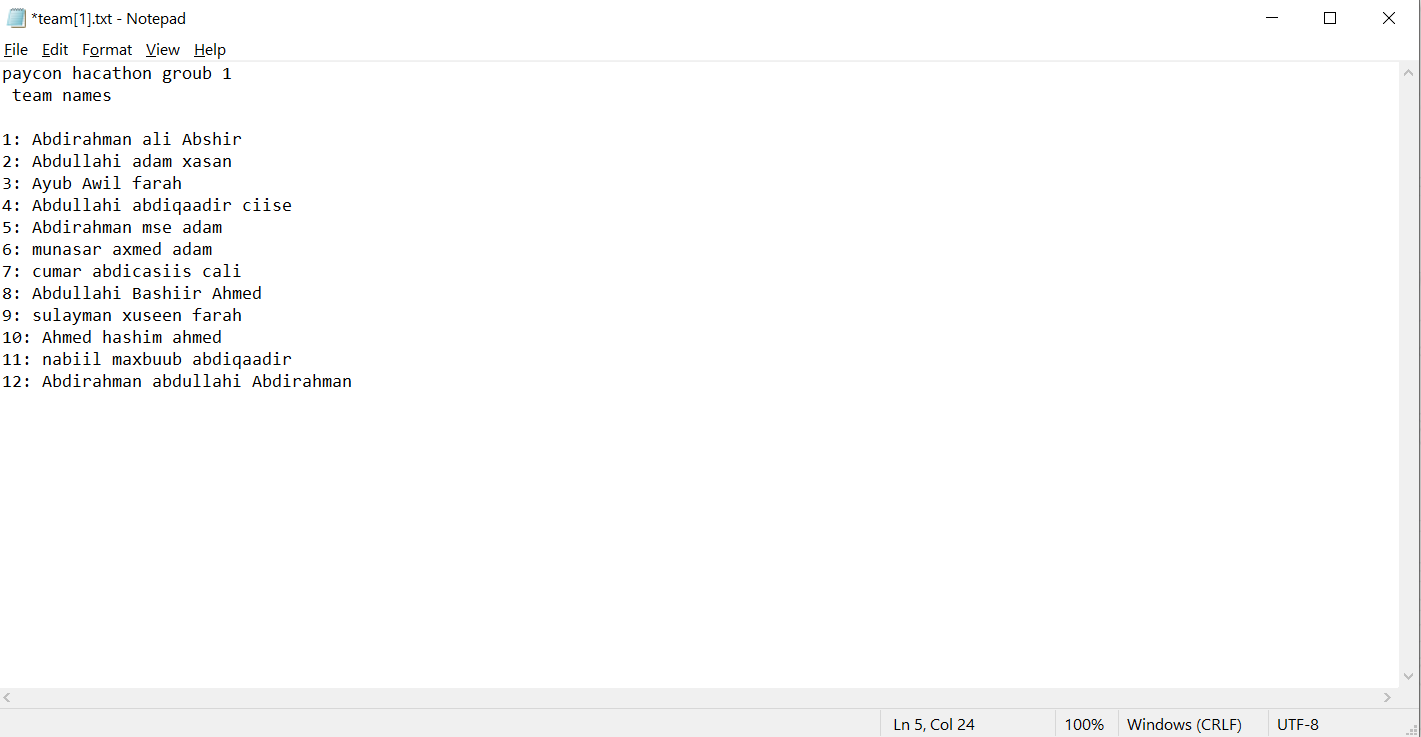 *team[1].txt - Notepad
File Edit Format View Help
paycon hacathon groub 1
team names
1: Abdirahman ali Abshir
2: Abdullahi adam xasan
3: Ayub Awil farah
4: Abdullahi abdiqaadir ciise
5: Abdirahman mse adam
6: munasar axmed adam
7: cumar abdicasiis cali
8: Abdullahi Bashiir Ahmed
9: sulayman xuseen farah
10: Ahmed hashim ahmed
11: nabiil maxbuub abdiqaadir
12: Abdirahman abdullahi Abdirahman
Ln 5, Col 24 100% Windows (CRLF) UTF-8